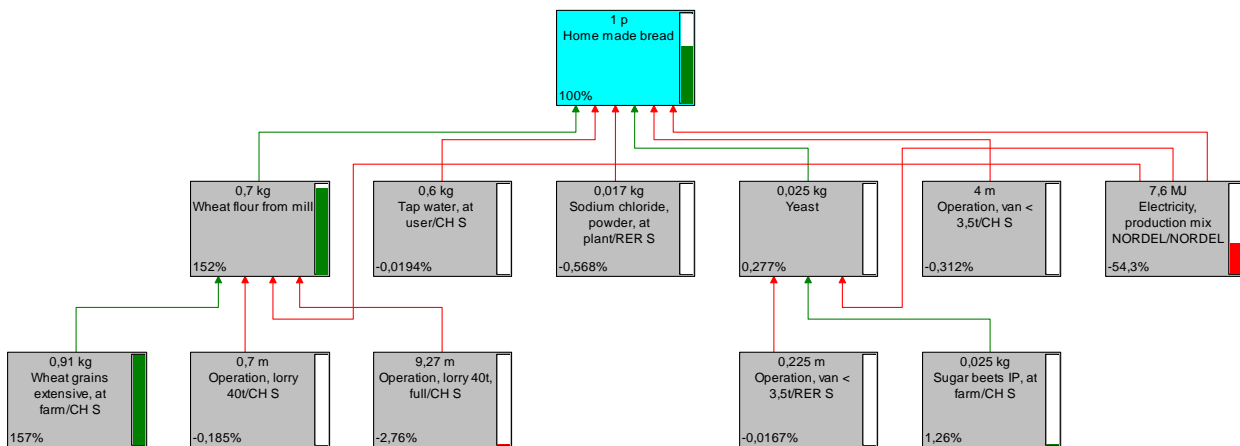 1 p
Home made bread
100%
0,7 kg
Wheat flour from mill
152%
0,6 kg
Tap water, at
user/CH S
-0,0194%
0,017 kg
Sodium chloride,
powder, at
plant/RER S
-0,568%
0,025 kg
Yeast
0,277%
4 m
Operation, van <
3,5t/CH S
-0,312%
7,6 MJ
Electricity,
production mix
NORDEL/NORDEL
-54,3%
0,91 kg
Wheat grains
extensive, at
farm/CH S
157%
0,7 m
Operation, lorry
40t/CH S
-0,185%
9,27 m
Operation, lorry 40t,
full/CH S
-2,76%
0,225 m
Operation, van <
3,5t/RER S
-0,0167%
0,025 kg
Sugar beets IP, at
farm/CH S
1,26%